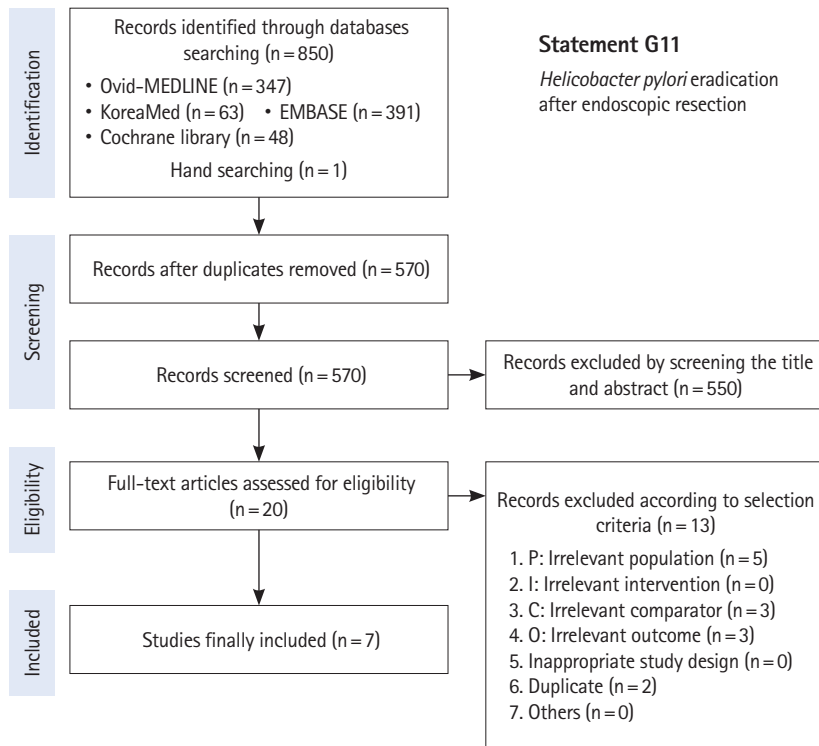 Identification
Records identified through databases
searching (n=850)
• Ovid-MEDLINE (n=347)
• KoreaMed (n=63) • EMBASE (n=391)
• Cochrane library (n=48)
Hand searching (n=1)
Statement G11
Helicobacter pylori eradication
after endoscopic resection
Screening
Records after duplicates removed (n=570)
Records screened (n=570)
Records excluded by screening the title
and abstract (n=550)
Eligibility
Full-text articles assessed for eligibility
(n=20)
Records excluded according to selection
criteria (n=13)
1. P: Irrelevant population (n=5)
2. I: Irrelevant intervention (n=0)
3. C: Irrelevant comparator (n=3)
4. O: Irrelevant outcome (n=3)
5. Inappropriate study design (n=0)
6. Duplicate (n=2)
7. Others (n=0)
Included
Studies finally included (n=7)